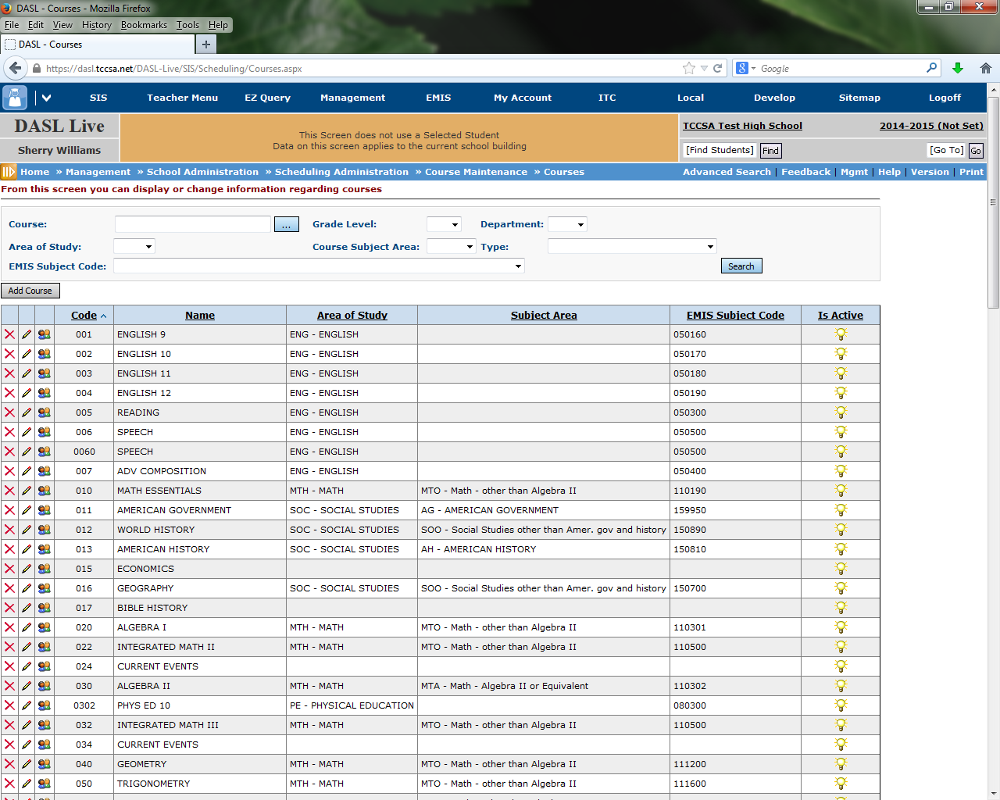 DASL - Courses - Mozilla Firefox
File Edit View History Bookmarks Tools Help
DASL - Courses
https://dasl.tccsa.net/DASL-Live/SIS/Scheduling/Courses.aspx
Google
SIS Teacher Menu EZ Query Management EMIS My Account ITC Local Develop Sitemap Logoff
DASL Live
Sherry Williams
This Screen does not use a Selected Student
Data on this screen applies to the current school building
TCCSA Test High School 2014-2015 (Not Set)
[Find Students] Find [Go To] Go
Home » Management » School Administration » Scheduling Administration » Course Maintenance » Courses
Advanced Search | Feedback | Mgmt | Help | Version | Print
From this screen you can display or change information regarding courses
Course: ... Grade Level: Department:
Area of Study: Course Subject Area: Type:
EMIS Subject Code: Search
Add Course
Code Name Area of Study Subject Area EMIS Subject Code Is Active
001 ENGLISH 9 ENG - ENGLISH 050160
002 ENGLISH 10 ENG - ENGLISH 050170
003 ENGLISH 11 ENG - ENGLISH 050180
004 ENGLISH 12 ENG - ENGLISH 050190
005 READING ENG - ENGLISH 050300
006 SPEECH ENG - ENGLISH 050500
0060 SPEECH ENG - ENGLISH 050500
007 ADV COMPOSITION ENG - ENGLISH 050400
010 MATH ESSENTIALS MTH - MATH MTO - Math - other than Algebra II 110190
011 AMERICAN GOVERNMENT SOC - SOCIAL STUDIES AG - AMERICAN GOVERNMENT 159950
012 WORLD HISTORY SOC - SOCIAL STUDIES SOO - Social Studies other than Amer. gov and history 150890
013 AMERICAN HISTORY SOC - SOCIAL STUDIES AH - AMERICAN HISTORY 150810
015 ECONOMICS
016 GEOGRAPHY SOC - SOCIAL STUDIES SOO - Social Studies other than Amer. gov and history 150700
017 BIBLE HISTORY
020 ALGEBRA I MTH - MATH MTO - Math - other than Algebra II 110301
022 INTEGRATED MATH II MTH - MATH MTO - Math - other than Algebra II 110500
024 CURRENT EVENTS
030 ALGEBRA II MTH - MATH MTA - Math - Algebra II or Equivalent 110302
0302 PHYS ED 10 PE - PHYSICAL EDUCATION 080300
032 INTEGRATED MATH III MTH - MATH MTO - Math - other than Algebra II 110500
034 CURRENT EVENTS
040 GEOMETRY MTH - MATH MTO - Math - other than Algebra II 111200
050 TRIGONOMETRY MTH - MATH MTO - Math - other than Algebra II 111600